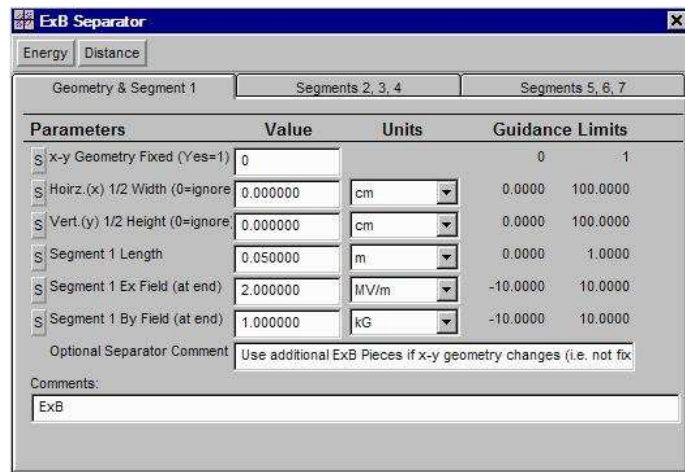 ExB Separator
Energy Distance
Geometry & Segment 1 Segments 2, 3, 4 Segments 5, 6, 7
Parameters Value Units Guidance Limits
S x-y Geometry Fixed (Yes=1) 0 0 1
S Hoirz.(x) 1/2 Width (0=ignore 0.000000 cm 0.0000 100.0000
S Vert.(y) 1/2 Height (0=ignore) 0.000000 cm 0.0000 100.0000
S Segment 1 Length 0.050000 m 0.0000 1.0000
S Segment 1 Ex Field (at end) 2.000000 MV/m -10.0000 10.0000
S Segment 1 By Field (at end) 1.000000 kG -10.0000 10.0000
Optional Separator Comment Use additional ExB Pieces if x-y geometry changes (i.e. not fix
Comments:
ExB